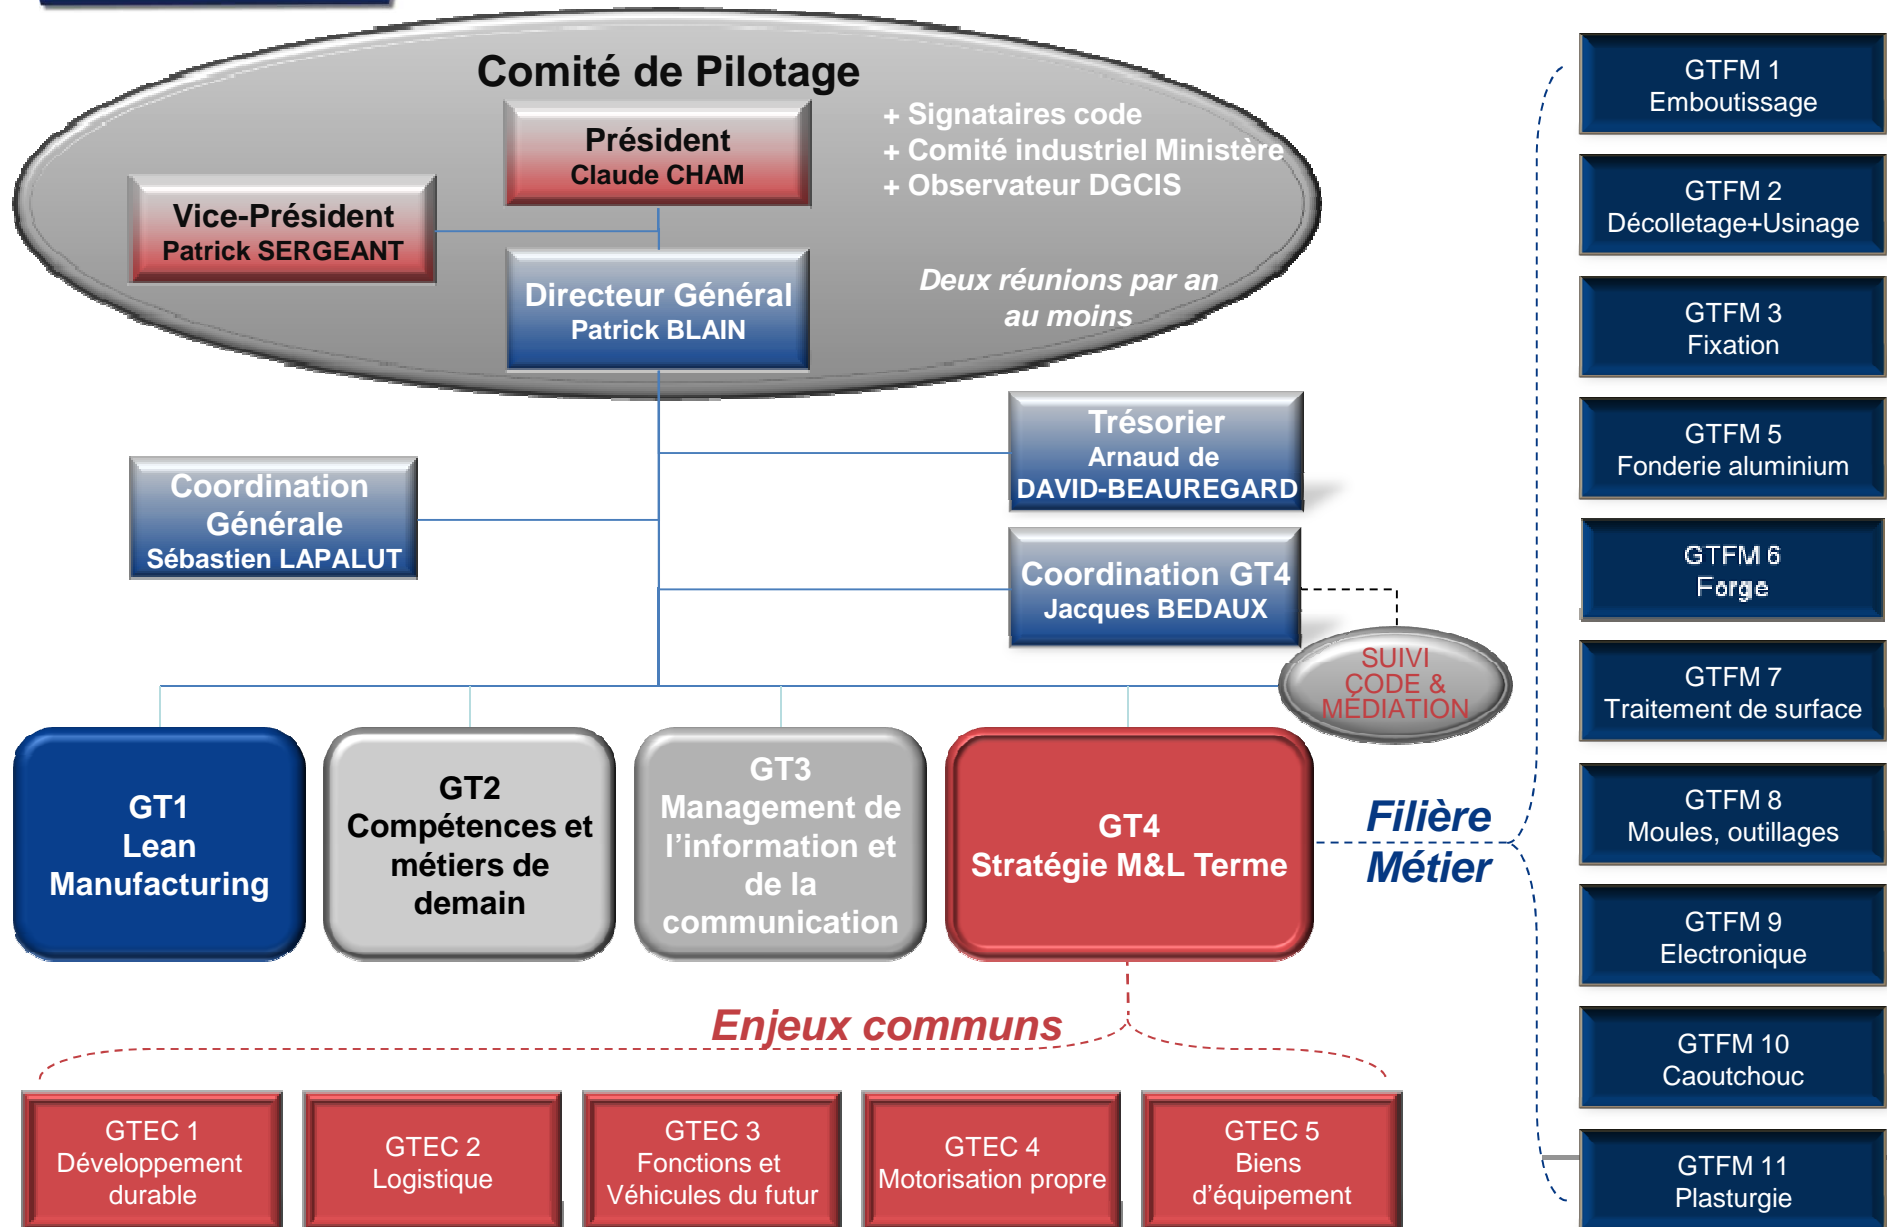 Comité de Pilotage
Président
Claude CHAM
+ Signataires code
+ Comité industriel Ministère
+ Observateur DGCIS
Vice-Président
Patrick SERGEANT
Directeur Général
Patrick BLAIN
Deux réunions par an
au moins
Trésorier
Arnaud de
DAVID-BEAUREGARD
Coordination
Générale
Sébastien LAPALUT
Coordination GT4
Jacques BEDAUX
SUIVI
CODE &
MÉDIATION
GT1
Lean
Manufacturing
GT2
Compétences et
métiers de
demain
GT3
Management de
l'information et
de la
communication
GT4
Stratégie M&L Terme
Filière
Métier
Enjeux communs
GTEC 1
Développement
durable
GTEC 2
Logistique
GTEC 3
Fonctions et
Véhicules du futur
GTEC 4
Motorisation propre
GTEC 5
Biens
d'équipement
GTFM 1
Emboutissage
GTFM 2
Décolletage+Usinage
GTFM 3
Fixation
GTFM 5
Fonderie aluminium
GTFM 6
Forge
GTFM 7
Traitement de surface
GTFM 8
Moules, outillages
GTFM 9
Electronique
GTFM 10
Caoutchouc
GTFM 11
Plasturgie